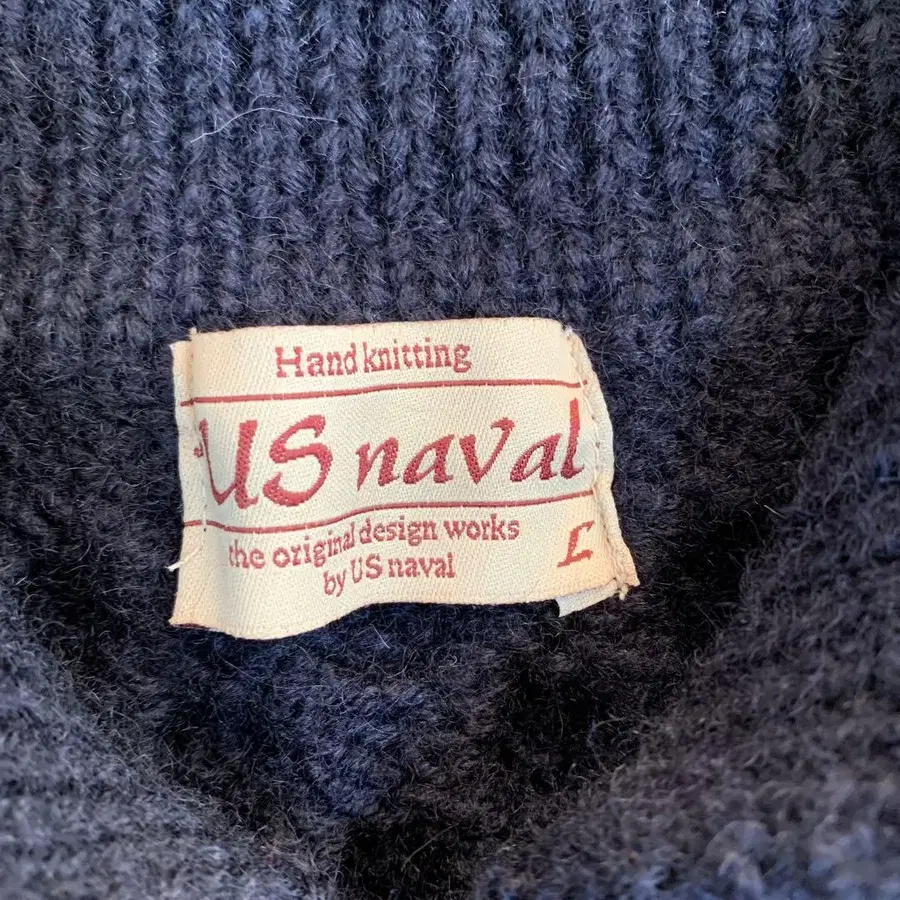 Hand knitting
US naval
the original design works
by US naval
L